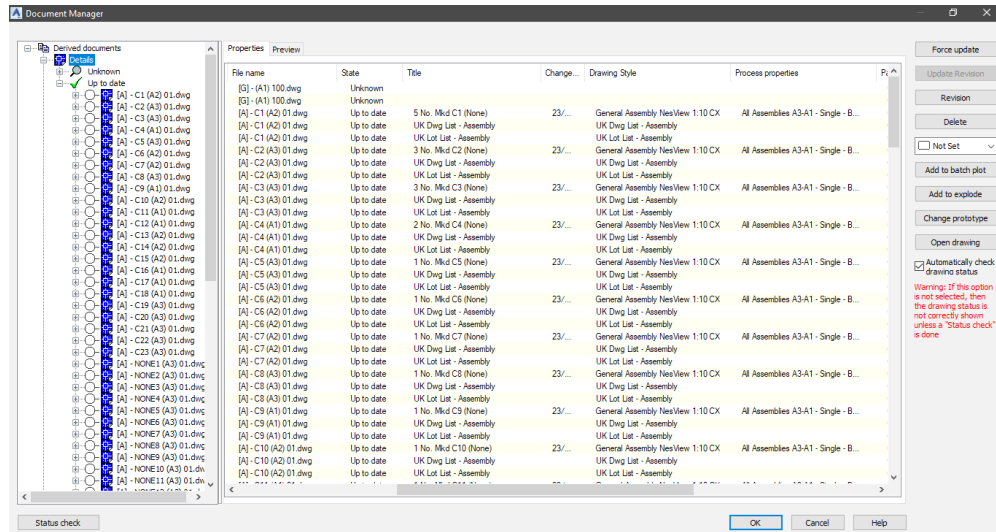 Document Manager
Derived documents
Details
Unknown
Up to date
[A] - C1 (A2) 01.dwg
[A] - C2 (A3) 01.dwg
[A] - C3 (A3) 01.dwg
[A] - C4 (A1) 01.dwg
[A] - C5 (A3) 01.dwg
[A] - C6 (A2) 01.dwg
[A] - C7 (A2) 01.dwg
[A] - C8 (A3) 01.dwg
[A] - C9 (A1) 01.dwg
[A] - C10 (A2) 01.dwg
[A] - C11 (A1) 01.dwg
[A] - C12 (A1) 01.dwg
[A] - C13 (A2) 01.dwg
[A] - C14 (A2) 01.dwg
[A] - C15 (A2) 01.dwg
[A] - C16 (A1) 01.dwg
[A] - C17 (A1) 01.dwg
[A] - C18 (A1) 01.dwg
[A] - C19 (A3) 01.dwg
[A] - C20 (A3) 01.dwg
[A] - C21 (A3) 01.dwg
[A] - C22 (A3) 01.dwg
[A] - C23 (A3) 01.dwg
[A] - NONE1 (A3) 01.dwg
[A] - NONE2 (A3) 01.dwg
[A] - NONE3 (A3) 01.dwg
[A] - NONE4 (A3) 01.dwg
[A] - NONE5 (A3) 01.dwg
[A] - NONE6 (A3) 01.dwg
[A] - NONE7 (A3) 01.dwg
[A] - NONE8 (A3) 01.dwg
[A] - NONE9 (A3) 01.dwg
[A] - NONE10 (A3) 01.dw
[A] - NONE11 (A3) 01.dw
Properties Preview
File name State Title Change... Drawing Style Process properties Pa
[G] - (A1) 100.dwg Unknown
[G] - (A1) 100.dwg Unknown
[A] - C1 (A2) 01.dwg Up to date 5 No. Mkd C1 (None) 23/... General Assembly NesView 1:10 CX All Assemblies A3-A1 - Single - B...
[A] - C1 (A2) 01.dwg Up to date UK Dwg List - Assembly UK Dwg List - Assembly
[A] - C1 (A2) 01.dwg Up to date UK Lot List - Assembly UK Lot List - Assembly
[A] - C2 (A3) 01.dwg Up to date 3 No. Mkd C2 (None) 23/... General Assembly NesView 1:10 CX All Assemblies A3-A1 - Single - B...
[A] - C2 (A3) 01.dwg Up to date UK Dwg List - Assembly UK Dwg List - Assembly
[A] - C2 (A3) 01.dwg Up to date UK Lot List - Assembly UK Lot List - Assembly
[A] - C3 (A3) 01.dwg Up to date 3 No. Mkd C3 (None) 23/... General Assembly NesView 1:10 CX All Assemblies A3-A1 - Single - B...
[A] - C3 (A3) 01.dwg Up to date UK Dwg List - Assembly UK Dwg List - Assembly
[A] - C3 (A3) 01.dwg Up to date UK Lot List - Assembly UK Lot List - Assembly
[A] - C4 (A1) 01.dwg Up to date 2 No. Mkd C4 (None) 23/... General Assembly NesView 1:10 CX All Assemblies A3-A1 - Single - B...
[A] - C4 (A1) 01.dwg Up to date UK Dwg List - Assembly UK Dwg List - Assembly
[A] - C4 (A1) 01.dwg Up to date UK Lot List - Assembly UK Lot List - Assembly
[A] - C5 (A3) 01.dwg Up to date 1 No. Mkd C5 (None) 23/... General Assembly NesView 1:10 CX All Assemblies A3-A1 - Single - B...
[A] - C5 (A3) 01.dwg Up to date UK Dwg List - Assembly UK Dwg List - Assembly
[A] - C5 (A3) 01.dwg Up to date UK Lot List - Assembly UK Lot List - Assembly
[A] - C6 (A2) 01.dwg Up to date 1 No. Mkd C6 (None) 23/... General Assembly NesView 1:10 CX All Assemblies A3-A1 - Single - B...
[A] - C6 (A2) 01.dwg Up to date UK Dwg List - Assembly UK Dwg List - Assembly
[A] - C6 (A2) 01.dwg Up to date UK Lot List - Assembly UK Lot List - Assembly
[A] - C7 (A2) 01.dwg Up to date 1 No. Mkd C7 (None) 23/... General Assembly NesView 1:10 CX All Assemblies A3-A1 - Single - B...
[A] - C7 (A2) 01.dwg Up to date UK Dwg List - Assembly UK Dwg List - Assembly
[A] - C7 (A2) 01.dwg Up to date UK Lot List - Assembly UK Lot List - Assembly
[A] - C8 (A3) 01.dwg Up to date 1 No. Mkd C8 (None) 23/... General Assembly NesView 1:10 CX All Assemblies A3-A1 - Single - B...
[A] - C8 (A3) 01.dwg Up to date UK Dwg List - Assembly UK Dwg List - Assembly
[A] - C8 (A3) 01.dwg Up to date UK Lot List - Assembly UK Lot List - Assembly
[A] - C9 (A1) 01.dwg Up to date 1 No. Mkd C9 (None) 23/... General Assembly NesView 1:10 CX All Assemblies A3-A1 - Single - B...
[A] - C9 (A1) 01.dwg Up to date UK Dwg List - Assembly UK Dwg List - Assembly
[A] - C9 (A1) 01.dwg Up to date UK Lot List - Assembly UK Lot List - Assembly
[A] - C10 (A2) 01.dwg Up to date 1 No. Mkd C10 (None) 23/... General Assembly NesView 1:10 CX All Assemblies A3-A1 - Single - B...
[A] - C10 (A2) 01.dwg Up to date UK Dwg List - Assembly UK Dwg List - Assembly
[A] - C10 (A2) 01.dwg Up to date UK Lot List - Assembly UK Lot List - Assembly
Force update
Update Revision
Revision
Delete
Not Set
Add to batch plot
Add to explode
Change prototype
Open drawing
Automatically check
drawing status
Warning: If this option
is not selected, then
the drawing status is
not correctly shown
unless a "Status check"
is done
Status check OK Cancel Help